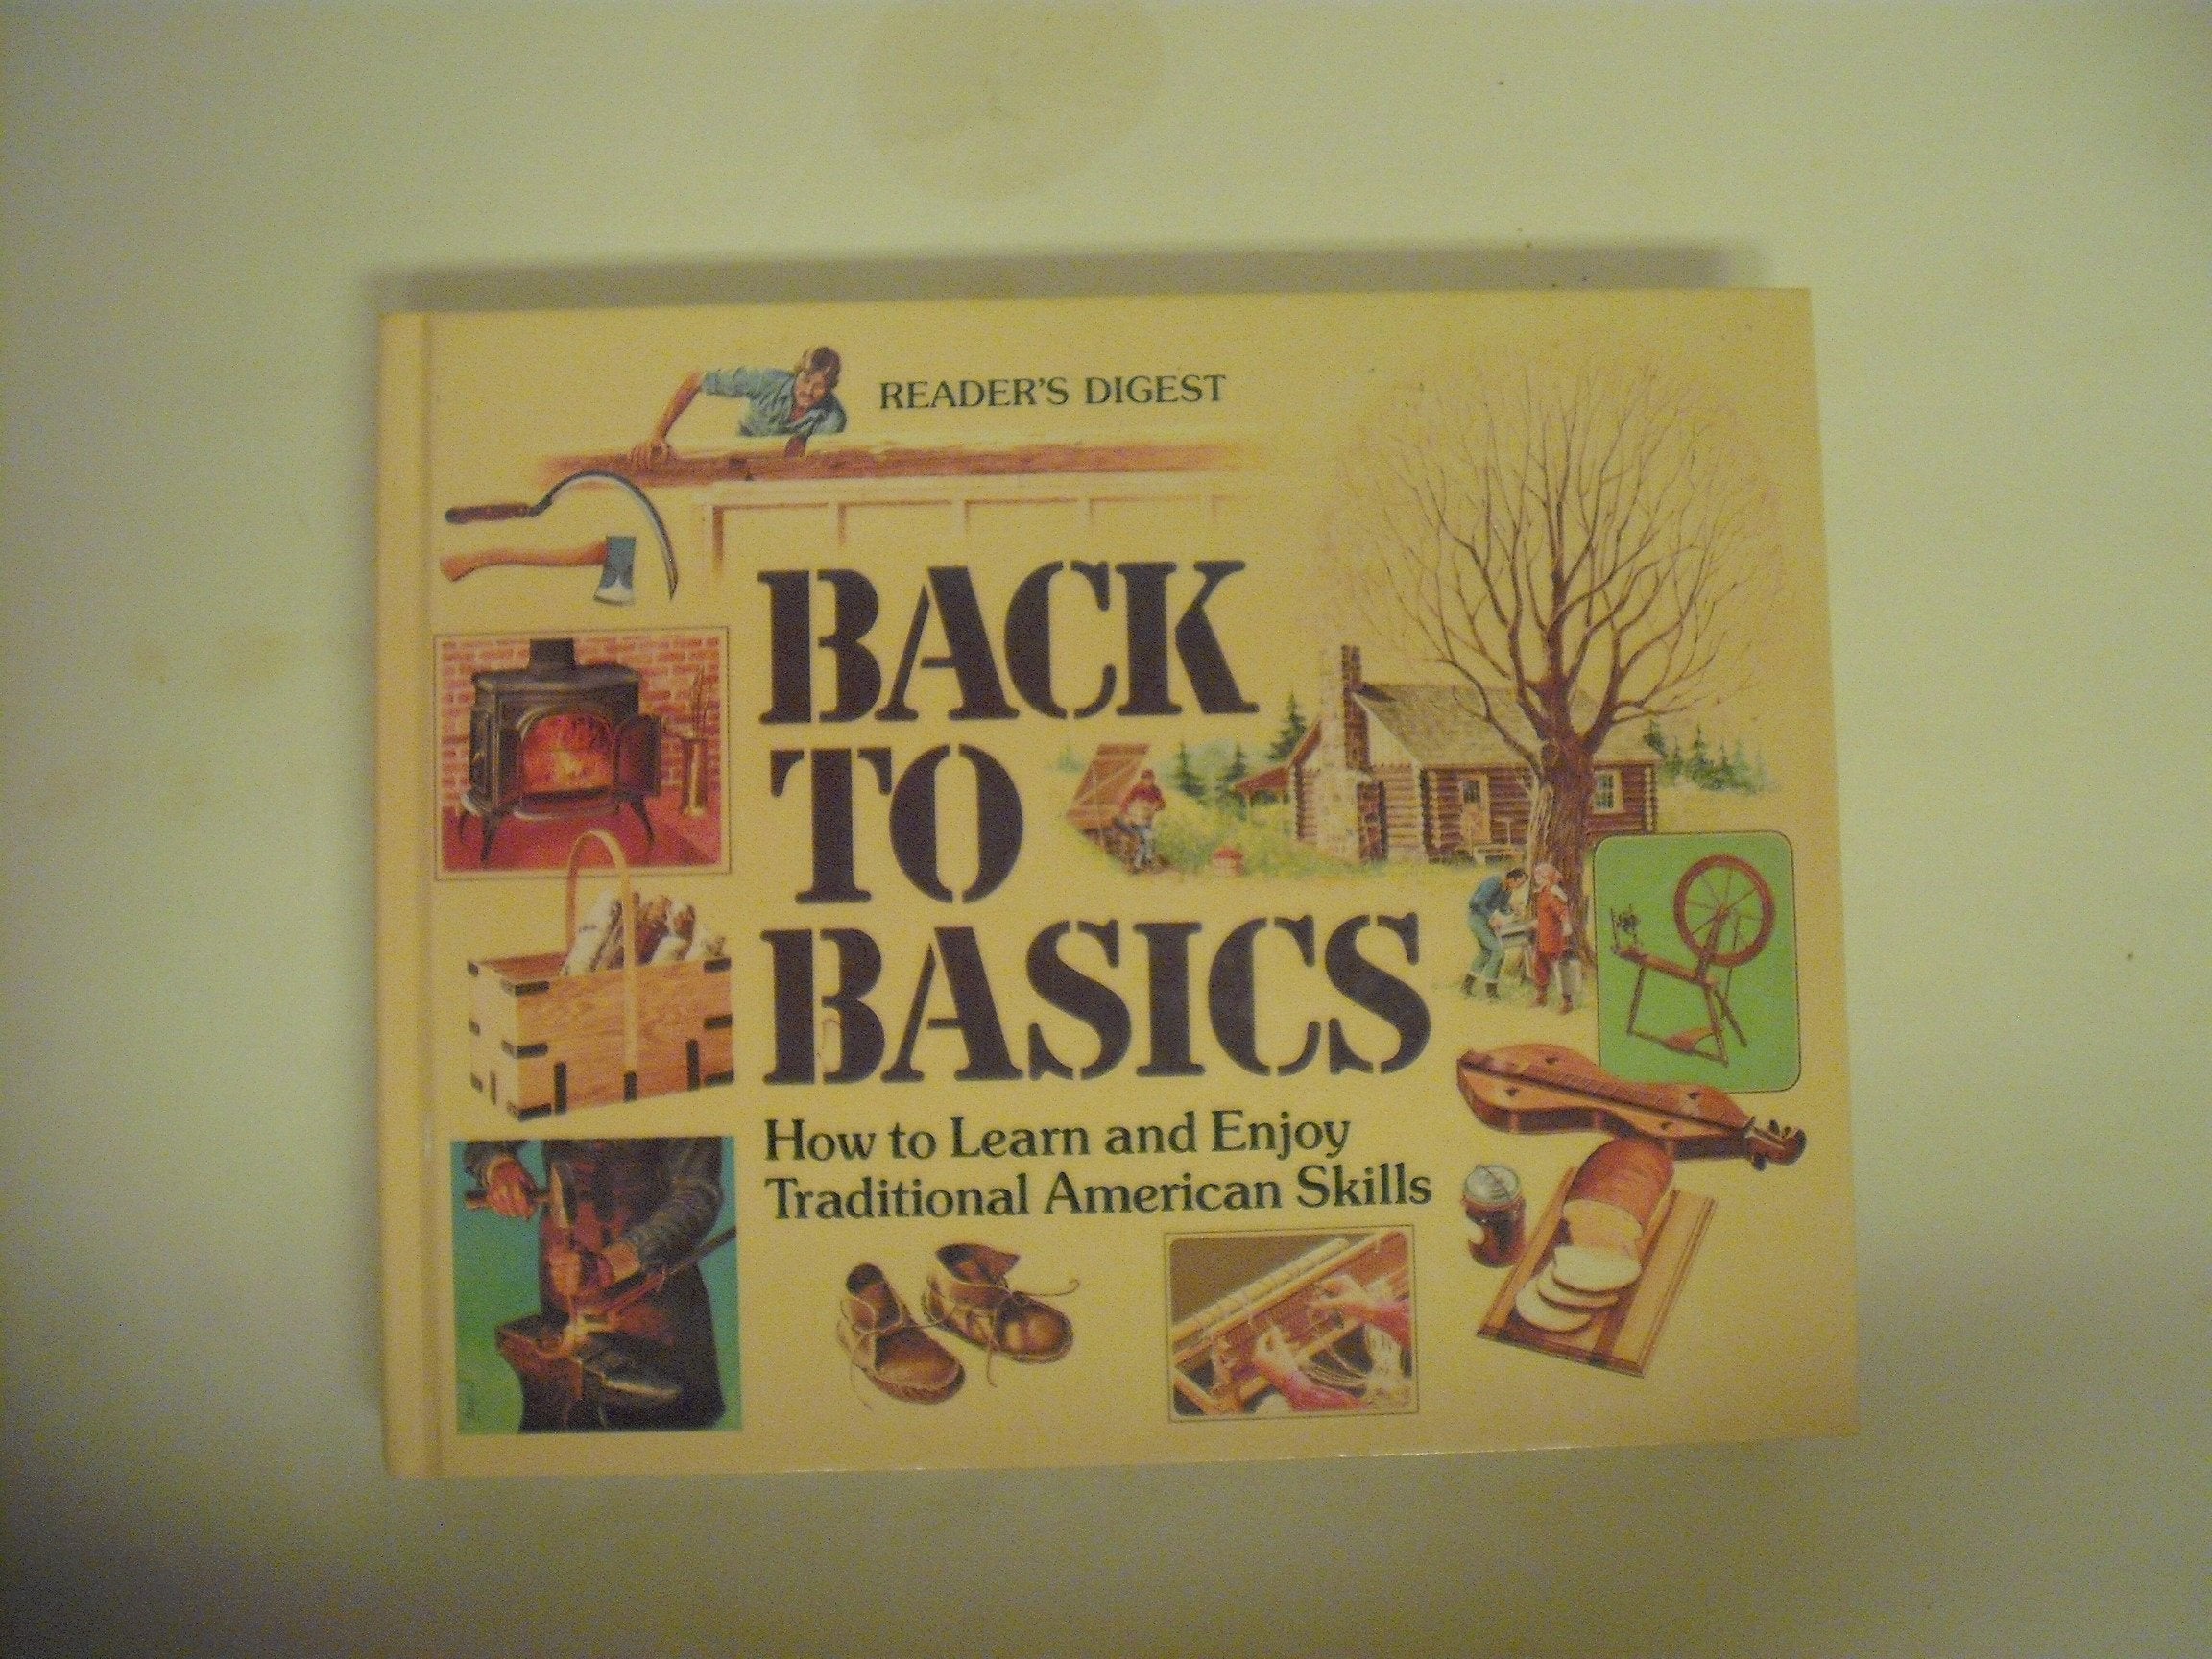 READER'S DIGEST
BACK
TO
BASICS
How to Learn and Enjoy
Traditional American Skills